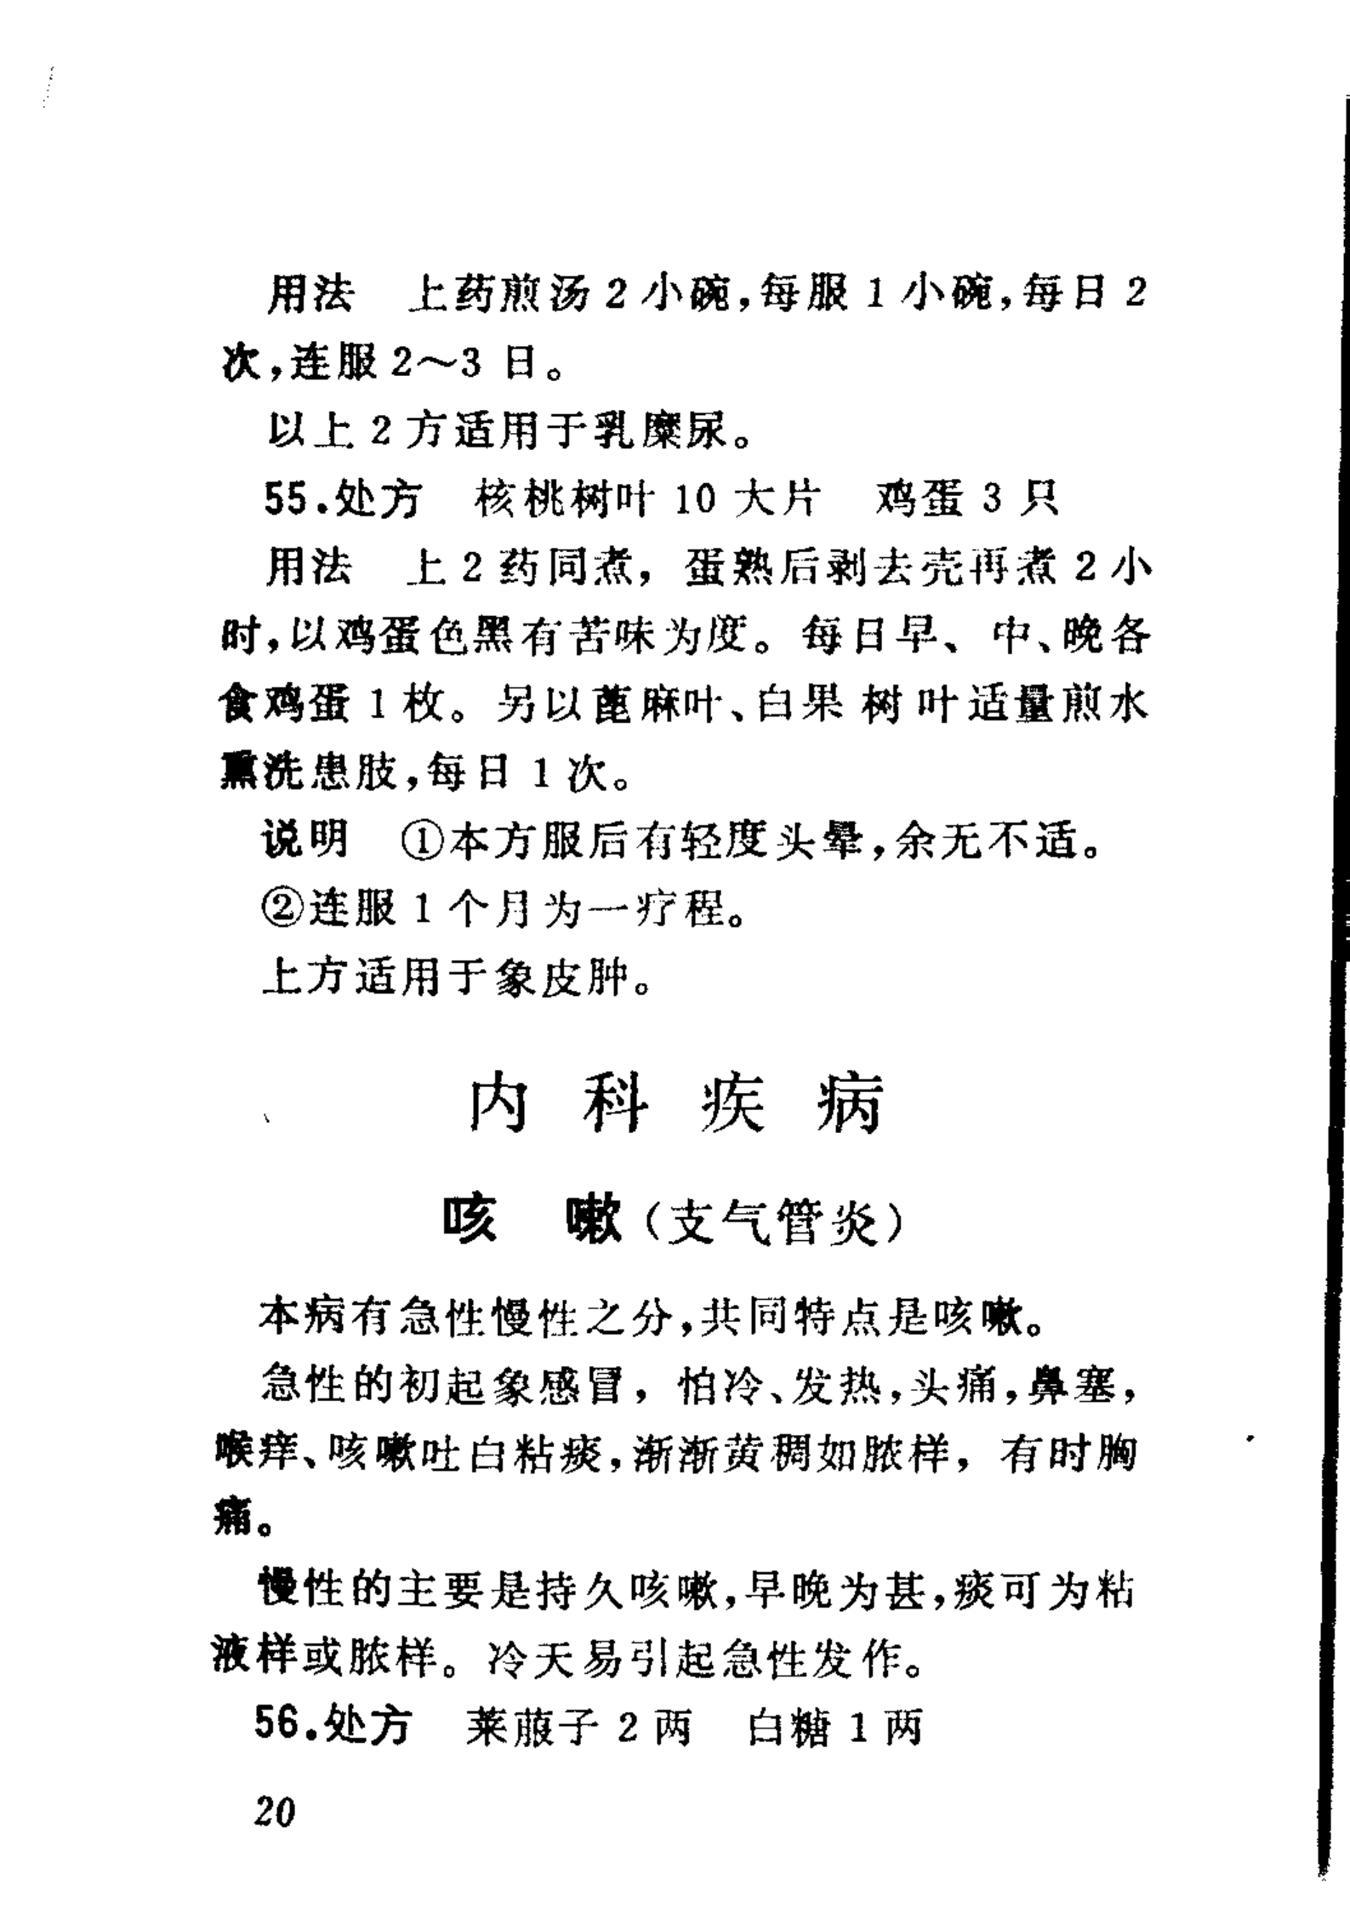 用法　上药煎汤2小碗，每服1小碗，每日2
次，连服2～3日。
以上2方适用于乳糜尿。
55.处方　核桃树叶10大片　鸡蛋3只
用法　上2药同煮，蛋熟后剥去壳再煮2小
时，以鸡蛋色黑有苦味为度。每日早、中、晚各
食鸡蛋1枚。另以蓖麻叶、白果树叶适量煎水
熏洗患肢，每日1次。
说明　①本方服后有轻度头晕，余无不适。
②连服1个月为一疗程。
上方适用于象皮肿。
内科疾病
咳　嗽（支气管炎）
本病有急性慢性之分，共同特点是咳嗽。
急性的初起象感冒，怕冷、发热，头痛，鼻塞，
喉痒、咳嗽吐白粘痰，渐渐黄稠如脓样，有时胸
痛。
慢性的主要是持久咳嗽，早晚为甚，痰可为粘
液样或脓样。冷天易引起急性发作。
56.处方　莱菔子2两　白糖1两
20